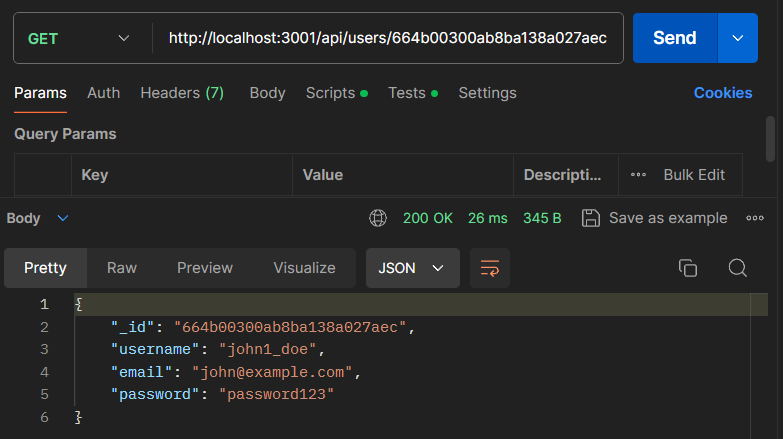 GET http://localhost:3001/api/users/664b00300ab8ba138a027aec Send
Params Auth Headers (7) Body Scripts Tests Settings Cookies
Query Params
Key Value Descripti... Bulk Edit
Body 200 OK 26 ms 345 B Save as example
Pretty Raw Preview Visualize JSON
1 {
2 "_id": "664b00300ab8ba138a027aec",
3 "username": "john1_doe",
4 "email": "john@example.com",
5 "password": "password123"
6 }